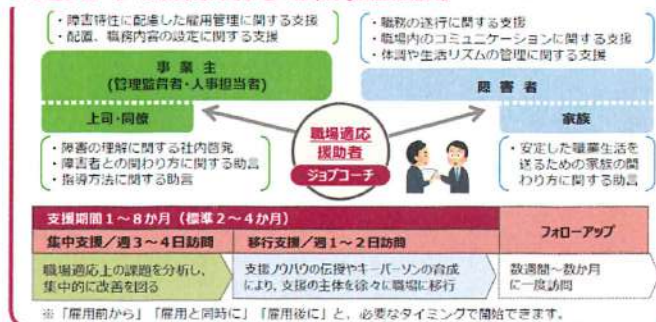 ・障害特性に配慮した雇用管理に関する支援
・配置、職務内容の設定に関する支援
・職務の遂行に関する支援
・職場内のコミュニケーションに関する支援
・体調や生活リズムの管理に関する支援
事業主
(管理監督者・人事担当者)
障害者
上司・同僚
家族
職場適応
援助者
ジョブコーチ
・障害の理解に関する社内啓発
・障害者との関わり方に関する助言
・指導方法に関する助言
・安定した職業生活を
送るための家族の関
わり方に関する助言
支援期間1～8か月(標準2～4か月)
集中支援/週3～4日訪問
移行支援/週1～2日訪問
フォローアップ
職場適応上の課題を分析し、
集中的に改善を図る
支援ノウハウの伝授やキーパーソンの育成
により、支援の主体を徐々に職場に移行
数週間～数か月
に一度訪問
※「雇用前から」「雇用と同時に」「雇用後に」と、必要なタイミングで開始できます。